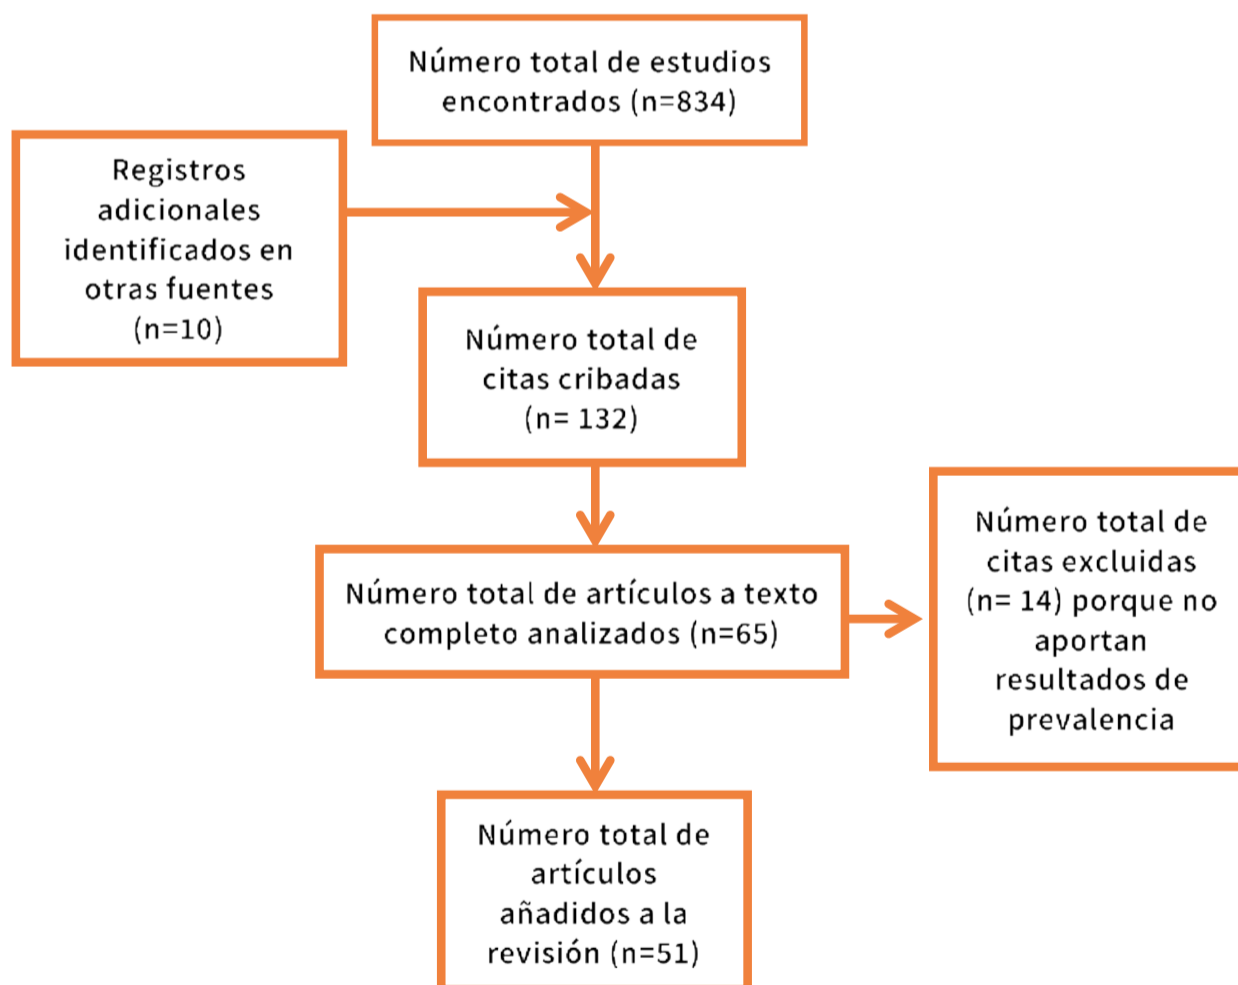 Número total de estudios
encontrados (n=834)
Registros
adicionales
identificados en
otras fuentes
(n=10)
Número total de
citas cribadas
(n= 132)
Número total de artículos a texto
completo analizados (n=65)
Número total de
citas excluidas
(n= 14) porque no
aportan
resultados de
prevalencia
Número total de
artículos
añadidos a la
revisión (n=51)